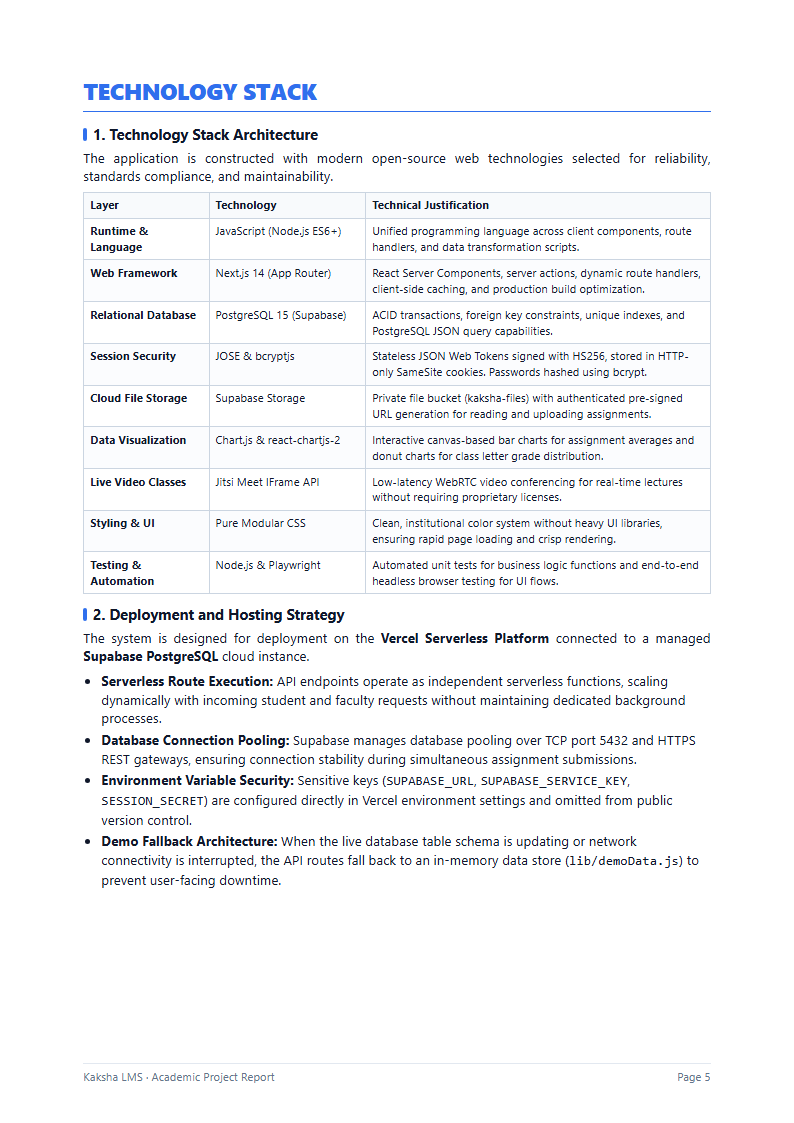 TECHNOLOGY STACK
1. Technology Stack Architecture
The application is constructed with modern open-source web technologies selected for reliability,
standards compliance, and maintainability.
Layer Technology Technical Justification
Runtime & Language JavaScript (Node.js ES6+) Unified programming language across client components, route
handlers, and data transformation scripts.
Web Framework Next.js 14 (App Router) React Server Components, server actions, dynamic route handlers,
client-side caching, and production build optimization.
Relational Database PostgreSQL 15 (Supabase) ACID transactions, foreign key constraints, unique indexes, and
PostgreSQL JSON query capabilities.
Session Security JOSE & bcryptjs Stateless JSON Web Tokens signed with HS256, stored in HTTP-
only SameSite cookies. Passwords hashed using bcrypt.
Cloud File Storage Supabase Storage Private file bucket (kaksha-files) with authenticated pre-signed
URL generation for reading and uploading assignments.
Data Visualization Chart.js & react-chartjs-2 Interactive canvas-based bar charts for assignment averages and
donut charts for class letter grade distribution.
Live Video Classes Jitsi Meet IFrame API Low-latency WebRTC video conferencing for real-time lectures
without requiring proprietary licenses.
Styling & UI Pure Modular CSS Clean, institutional color system without heavy UI libraries,
ensuring rapid page loading and crisp rendering.
Testing & Automation Node.js & Playwright Automated unit tests for business logic functions and end-to-end
headless browser testing for UI flows.
2. Deployment and Hosting Strategy
The system is designed for deployment on the Vercel Serverless Platform connected to a managed
Supabase PostgreSQL cloud instance.
• Serverless Route Execution: API endpoints operate as independent serverless functions, scaling
dynamically with incoming student and faculty requests without maintaining dedicated background
processes.
• Database Connection Pooling: Supabase manages database pooling over TCP port 5432 and HTTPS
REST gateways, ensuring connection stability during simultaneous assignment submissions.
• Environment Variable Security: Sensitive keys (SUPABASE_URL, SUPABASE_SERVICE_KEY,
SESSION_SECRET) are configured directly in Vercel environment settings and omitted from public
version control.
• Demo Fallback Architecture: When the live database table schema is updating or network
connectivity is interrupted, the API routes fall back to an in-memory data store (lib/demoData.js) to
prevent user-facing downtime.
Kaksha LMS · Academic Project Report Page 5